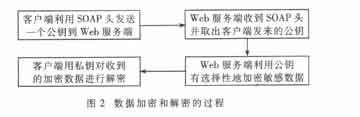 客户端利用SOAP头发送
一个公钥到Web服务端
Web服务端收到SOAP头
并取出客户端发来的公钥
客户端用私钥对收到
的加密数据进行解密
Web服务端利用公钥
有选择性地加密敏感数据
图2 数据加密和解密的过程